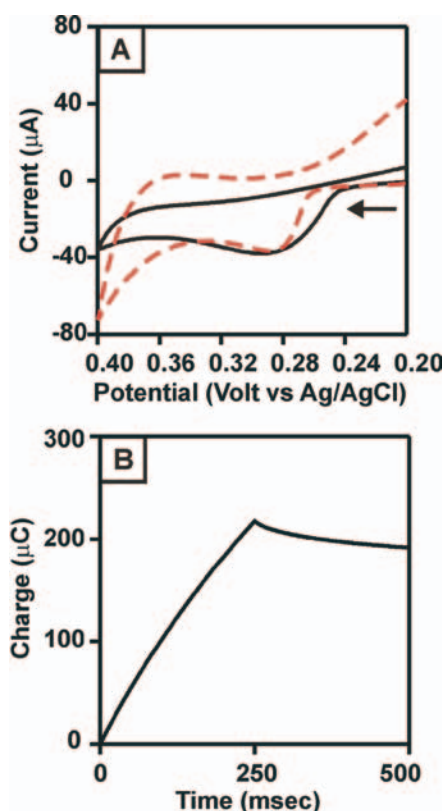 A
80
40
0
-40
-80
Current (µA)
0.40 0.36 0.32 0.28 0.24 0.20
Potential (Volt vs Ag/AgCl)
B
300
200
100
0
Charge (µC)
0 250 500
Time (msec)